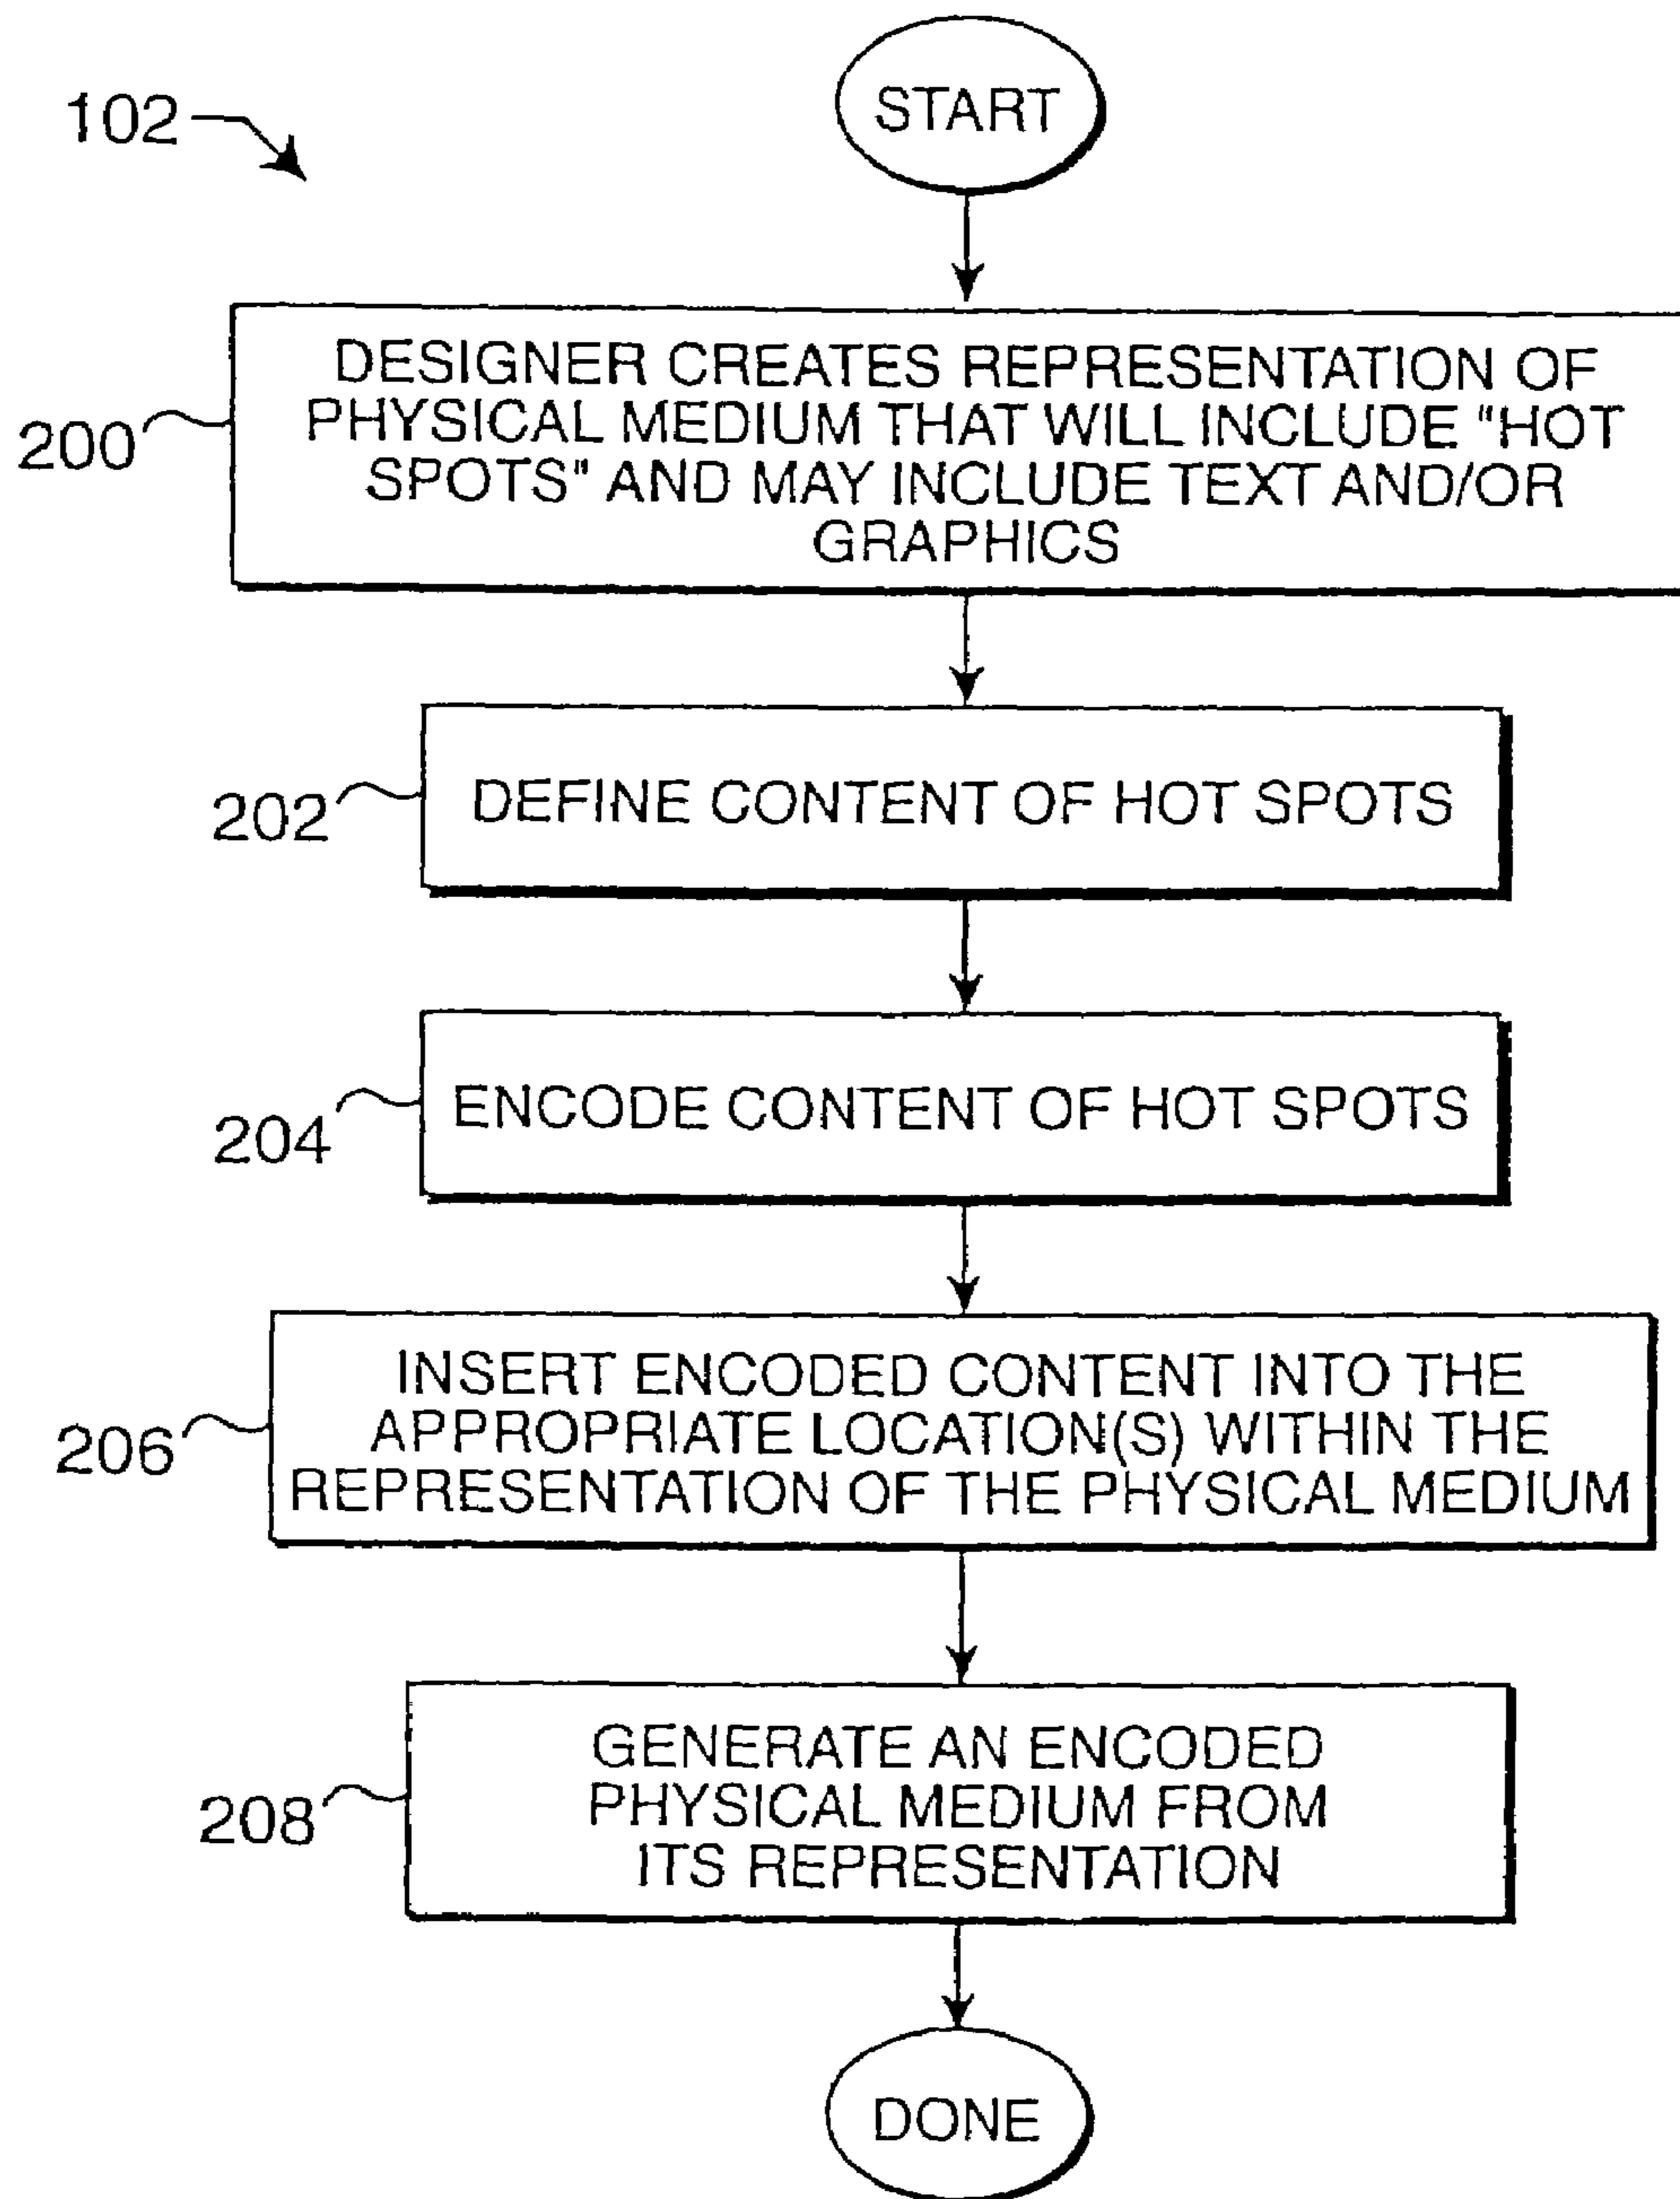 START
102
DESIGNER CREATES REPRESENTATION OF
PHYSICAL MEDIUM THAT WILL INCLUDE "HOT
SPOTS" AND MAY INCLUDE TEXT AND/OR
GRAPHICS
200
DEFINE CONTENT OF HOT SPOTS
202
ENCODE CONTENT OF HOT SPOTS
204
INSERT ENCODED CONTENT INTO THE
APPROPRIATE LOCATION(S) WITHIN THE
REPRESENTATION OF THE PHYSICAL MEDIUM
206
GENERATE AN ENCODED
PHYSICAL MEDIUM FROM
ITS REPRESENTATION
208
DONE